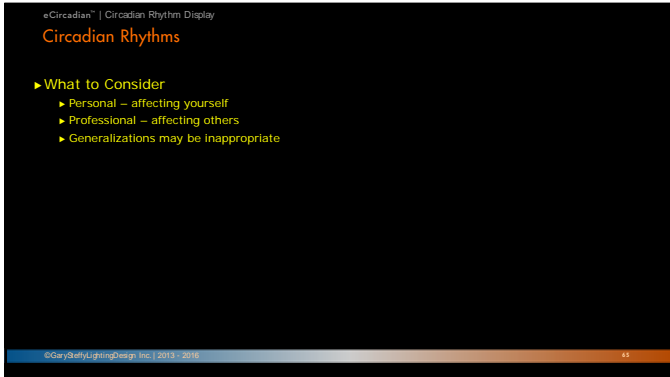 eCircadian™ | Circadian Rhythm Display
Circadian Rhythms
▸ What to Consider
▸ Personal – affecting yourself
▸ Professional – affecting others
▸ Generalizations may be inappropriate
©GarySteffyLightingDesign Inc. | 2013 - 2016
65